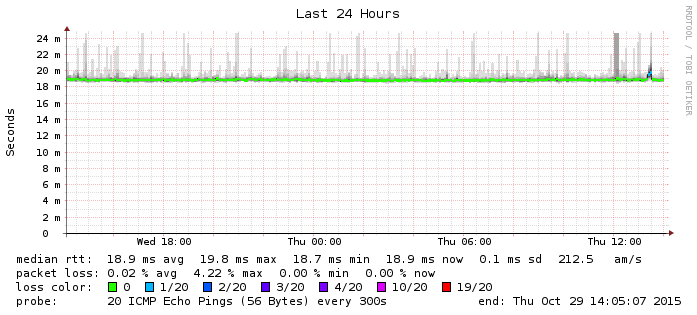 Last 24 Hours
RRDTOOL / TOBI OETIKER
Seconds
24 m
22 m
20 m
18 m
16 m
14 m
12 m
10 m
8 m
6 m
4 m
2 m
0
Wed 18:00 Thu 00:00 Thu 06:00 Thu 12:00
median rtt: 18.9 ms avg 19.8 ms max 18.7 ms min 18.9 ms now 0.1 ms sd 212.5 am/s
packet loss: 0.02 % avg 4.22 % max 0.00 % min 0.00 % now
loss color: 0 1/20 2/20 3/20 4/20 10/20 19/20
probe: 20 ICMP Echo Pings (56 Bytes) every 300s end: Thu Oct 29 14:05:07 2015